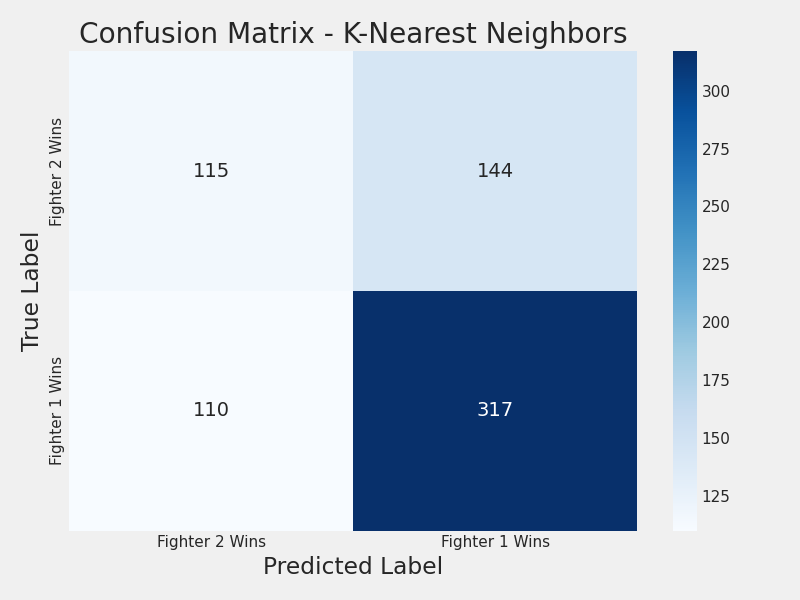 Confusion Matrix - K-Nearest Neighbors
True Label
Fighter 2 Wins
Fighter 1 Wins
115
144
110
317
Fighter 2 Wins
Fighter 1 Wins
Predicted Label
300
275
250
225
200
175
150
125